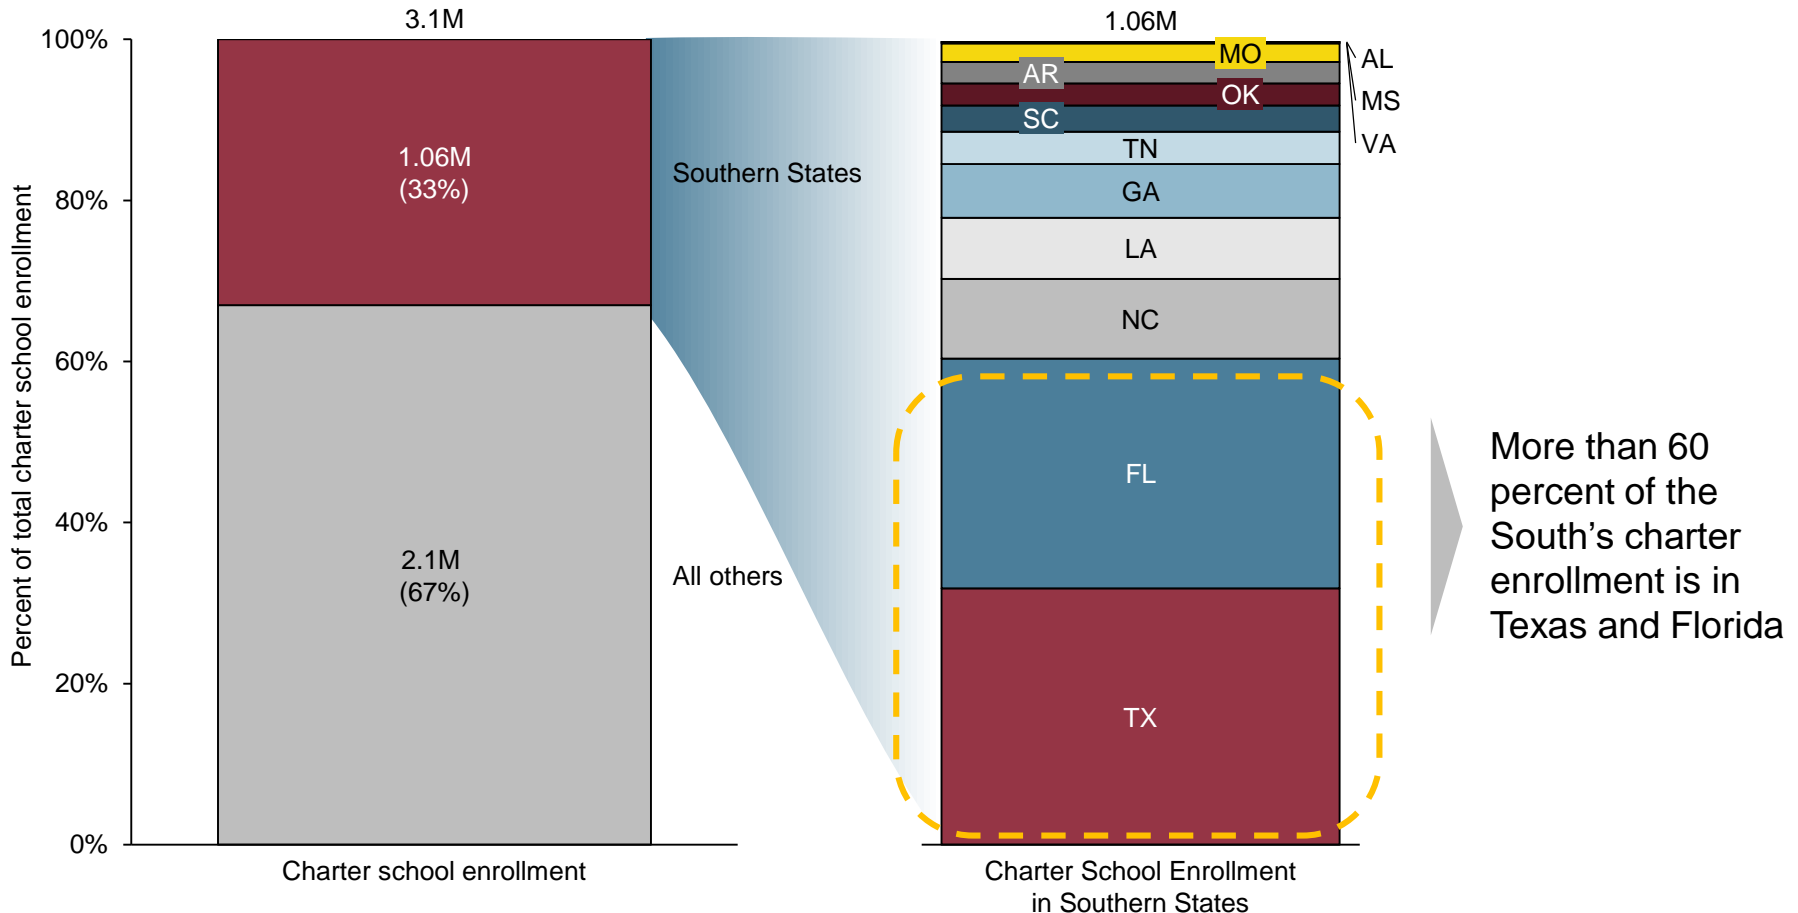 3.1M
1.06M
100%
80%
60%
40%
20%
0%
Percent of total charter school enrollment
1.06M
(33%)
2.1M
(67%)
Southern States
All others
MO
AR
OK
SC
TN
GA
LA
NC
FL
TX
AL
MS
VA
More than 60
percent of the
South’s charter
enrollment is in
Texas and Florida
Charter school enrollment
Charter School Enrollment
in Southern States